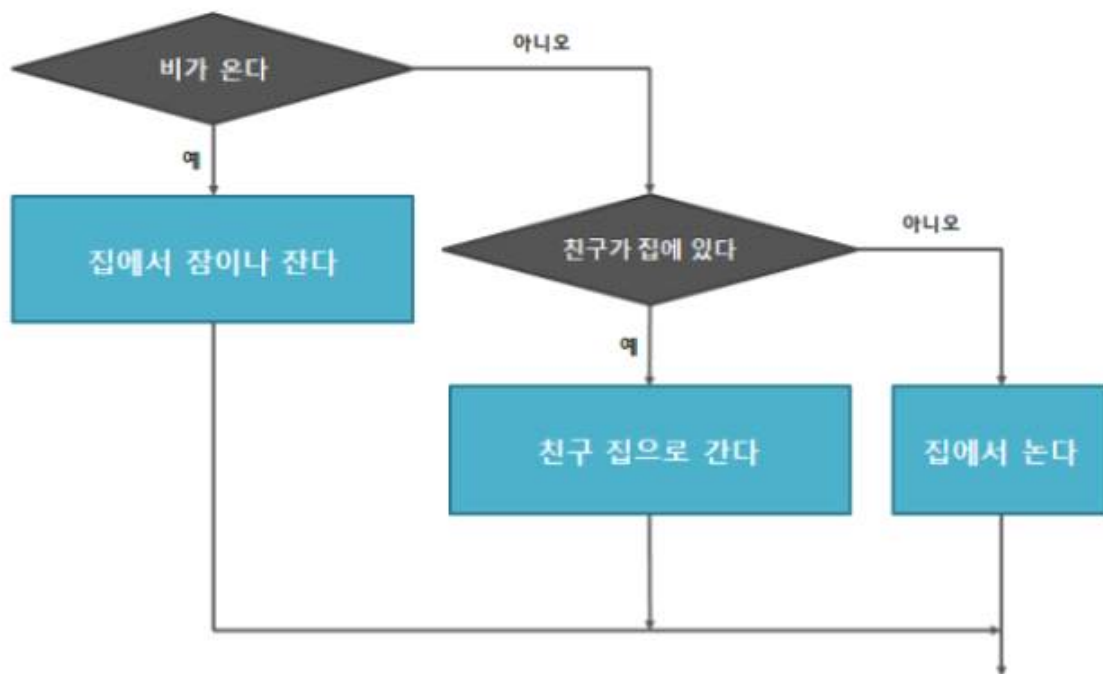 비가 온다
아니오
예
집에서 잠이나 잔다
친구가 집에 있다
아니오
예
친구 집으로 간다
집에서 논다